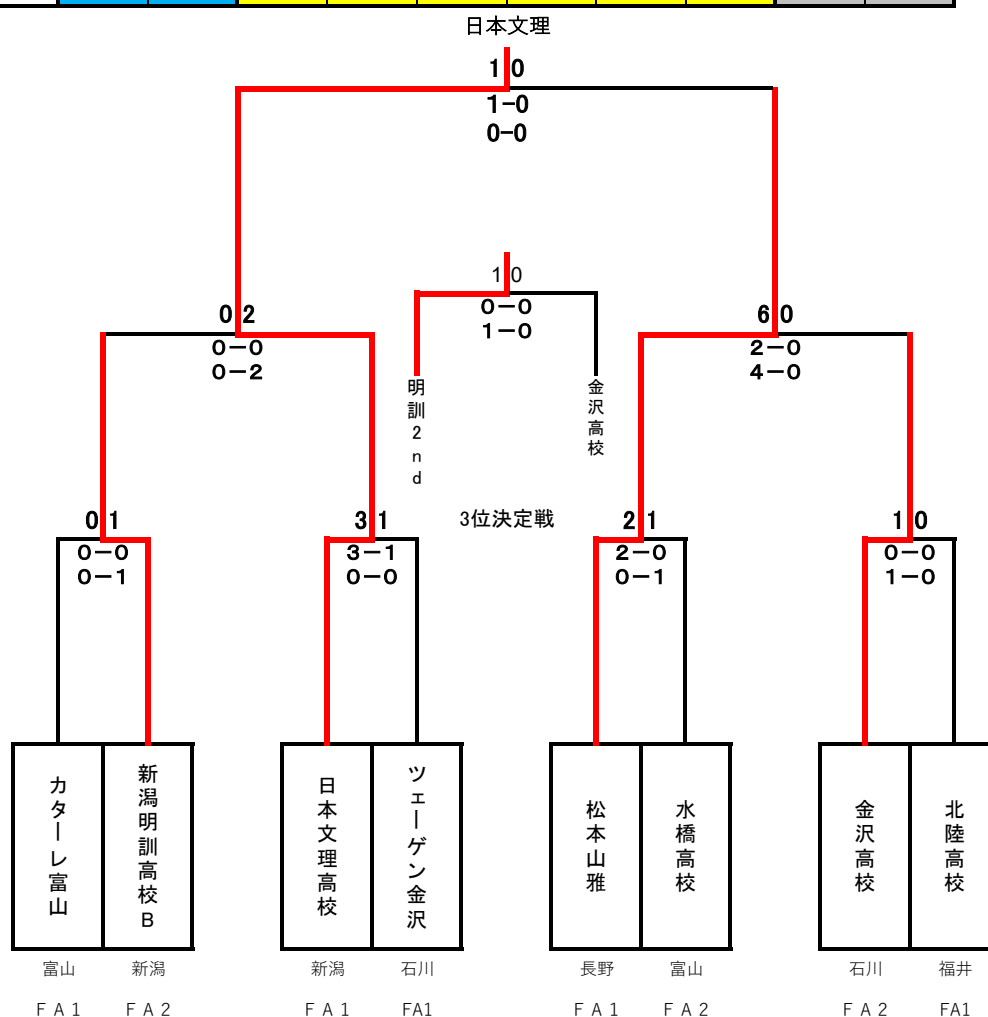 日本文理
1 0
1-0
0-0
1 0
0-0
1-0
明訓2nd
金沢高校
3位決定戦
0 2
0-0
0-2
6 0
2-0
4-0
0 1
0-0
0-1
3 1
3-1
0-0
2 1
2-0
0-1
1 0
0-0
1-0
カターレ富山
新潟明訓高校B
日本文理高校
ツェーゲン金沢
松本山雅
水橋高校
金沢高校
北陸高校
富山 新潟 新潟 石川 長野 富山 石川 福井
FA1 FA2 FA1 FA1 FA1 FA2 FA2 FA1